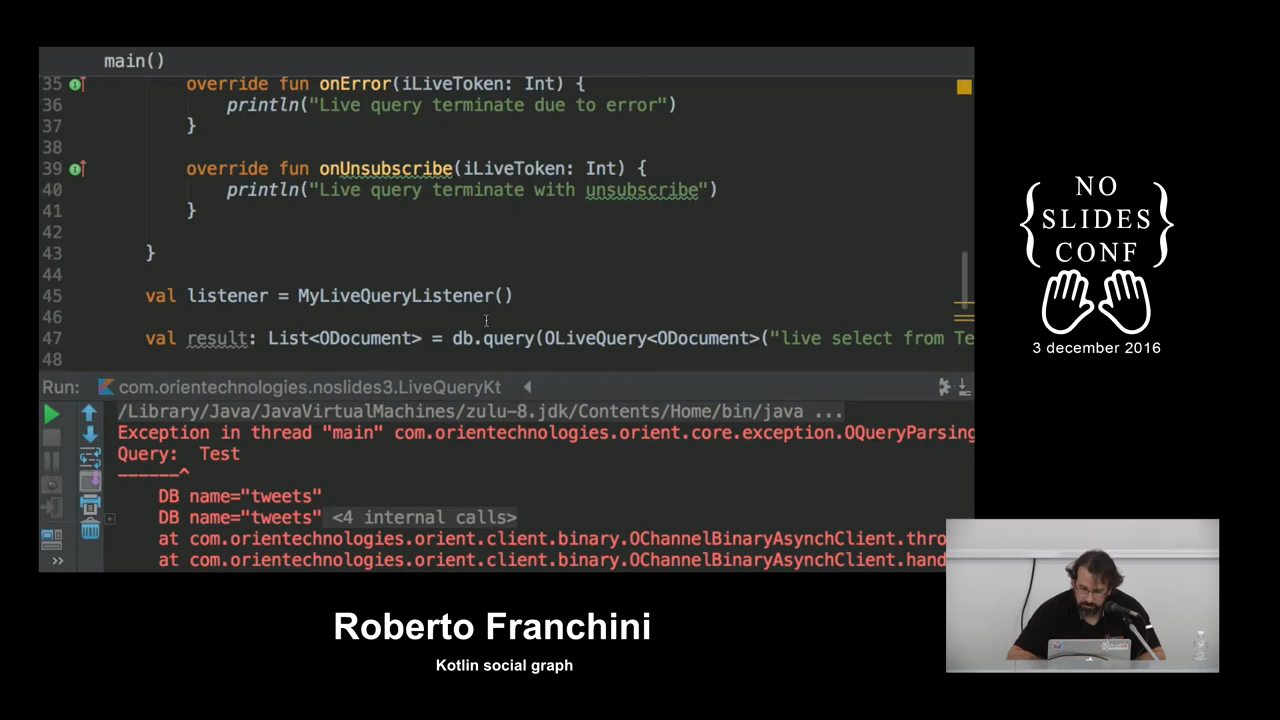 main()
35 override fun onError(iLiveToken: Int) {
36 println("Live query terminate due to error")
37 }
38
39 override fun onUnsubscribe(iLiveToken: Int) {
40 println("Live query terminate with unsubscribe")
41 }
42
43 }
44
45 val listener = MyLiveQueryListener()
46
47 val result: List<ODocument> = db.query(OLiveQuery<ODocument>("live select from Te
48
Run: com.orientechnologies.noslides3.LiveQueryKt
/Library/Java/JavaVirtualMachines/zulu-8.jdk/Contents/Home/bin/java ...
Exception in thread "main" com.orientechnologies.orient.core.exception.OQueryParsing
Query: Test
------^
DB name="tweets"
DB name="tweets" <4 internal calls>
at com.orientechnologies.orient.client.binary.OChannelBinaryAsynchClient.thro
at com.orientechnologies.orient.client.binary.OChannelBinaryAsynchClient.hand
NO
SLIDES
CONF
3 december 2016
Roberto Franchini
Kotlin social graph